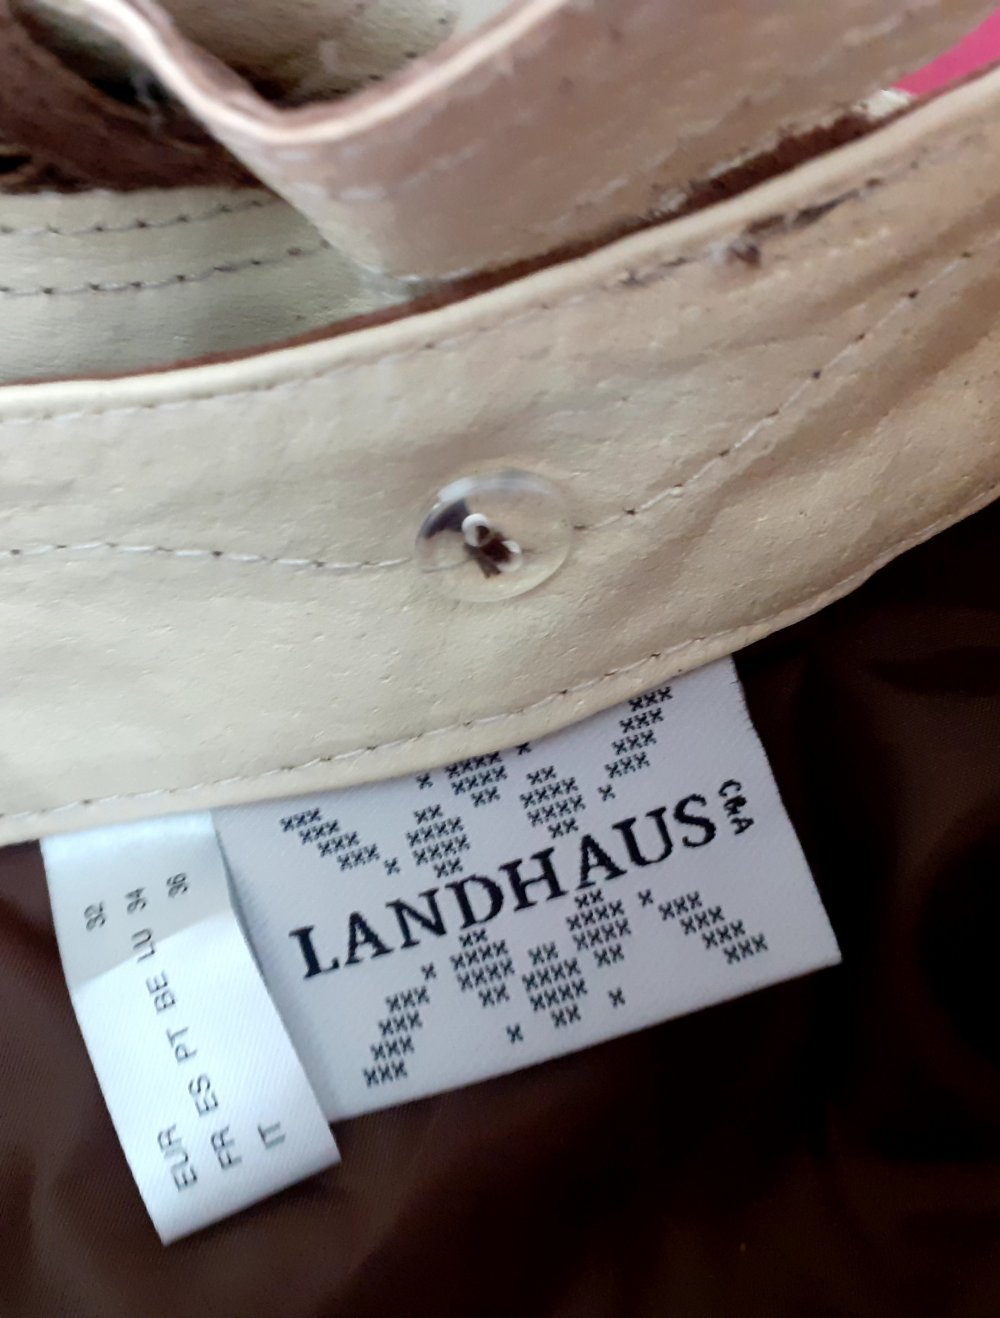 LANDHAUS
C&A
EUR 32
FR ES PT BE LU 34
IT 36